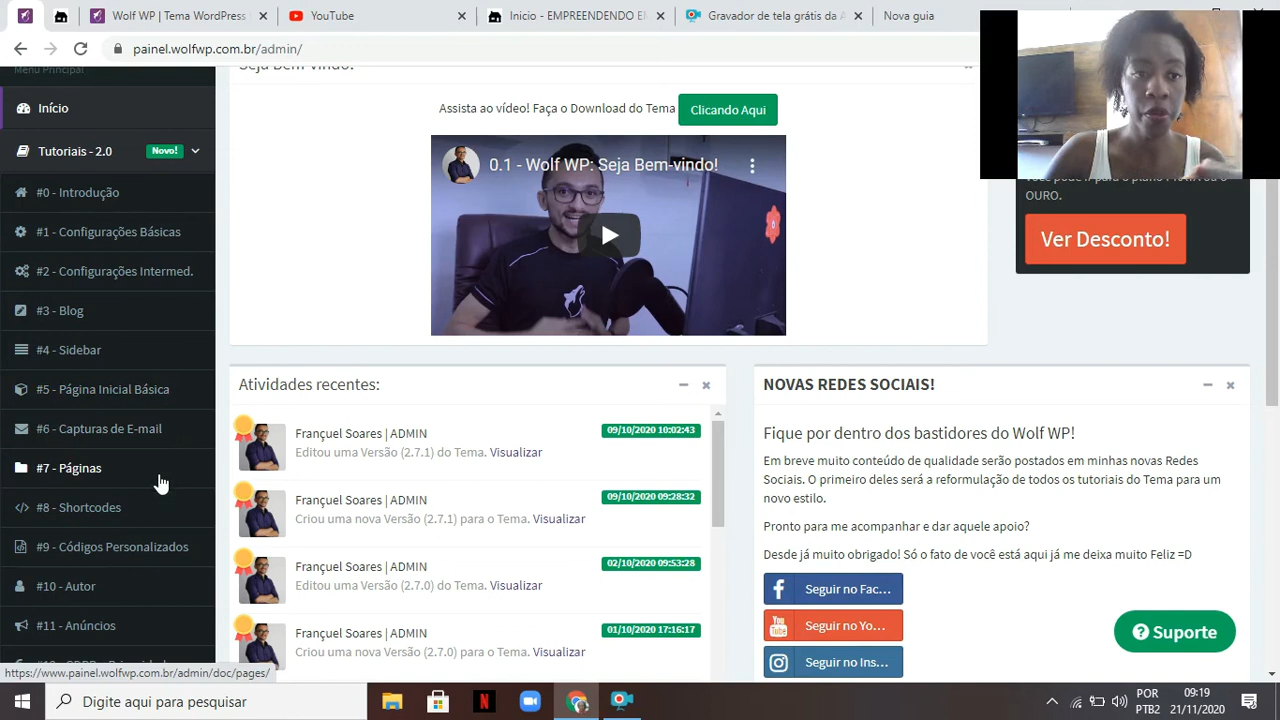 Wolf WP | Tema WordPress
YouTube
Inicio - EMPREENDENDO E
Gravador de tela grátis da A
Nova guia
painel.wolfwp.com.br/admin/
Menu Principal
Início
Tutoriais - 2.0 Novo!
#0 - Introdução
#1 - Configurações Básicas
#2 - Configurações Intermed.
#3 - Blog
#4 - Sidebar
#5 - Página Inicial Básica
#6 - Capturas de E-mail
#7 - Páginas
#8 - Shortcodes
#9 - Códigos Personalizados
#10 - Autor
#11 - Anúncios
https://www.painel.wolfwp.com.br/admin/doc/pages/
Seja Bem-vindo!
Assista ao vídeo! Faça o Download do Tema Clicando Aqui
0.1 - Wolf WP: Seja Bem-vindo!
OURO.
Ver Desconto!
Atividades recentes:
Françuel Soares | ADMIN 09/10/2020 10:02:43
Editou uma Versão (2.7.1) do Tema. Visualizar
Françuel Soares | ADMIN 09/10/2020 09:28:32
Criou uma nova Versão (2.7.1) para o Tema. Visualizar
Françuel Soares | ADMIN 02/10/2020 09:53:28
Editou uma Versão (2.7.0) do Tema. Visualizar
Françuel Soares | ADMIN 01/10/2020 17:16:17
Criou uma nova Versão (2.7.0) para o Tema. Visualizar
NOVAS REDES SOCIAIS!
Fique por dentro dos bastidores do Wolf WP!
Em breve muito conteúdo de qualidade serão postados em minhas novas Redes
Sociais. O primeiro deles será a reformulação de todos os tutoriais do Tema para um
novo estilo.
Pronto para me acompanhar e dar aquele apoio?
Desde já muito obrigado! Só o fato de você está aqui já me deixa muito Feliz =D
Seguir no Fac...
You Tube Seguir no Yo...
Seguir no Ins...
Suporte
Digite aqui para pesquisar
POR
PTB2
09:19
21/11/2020